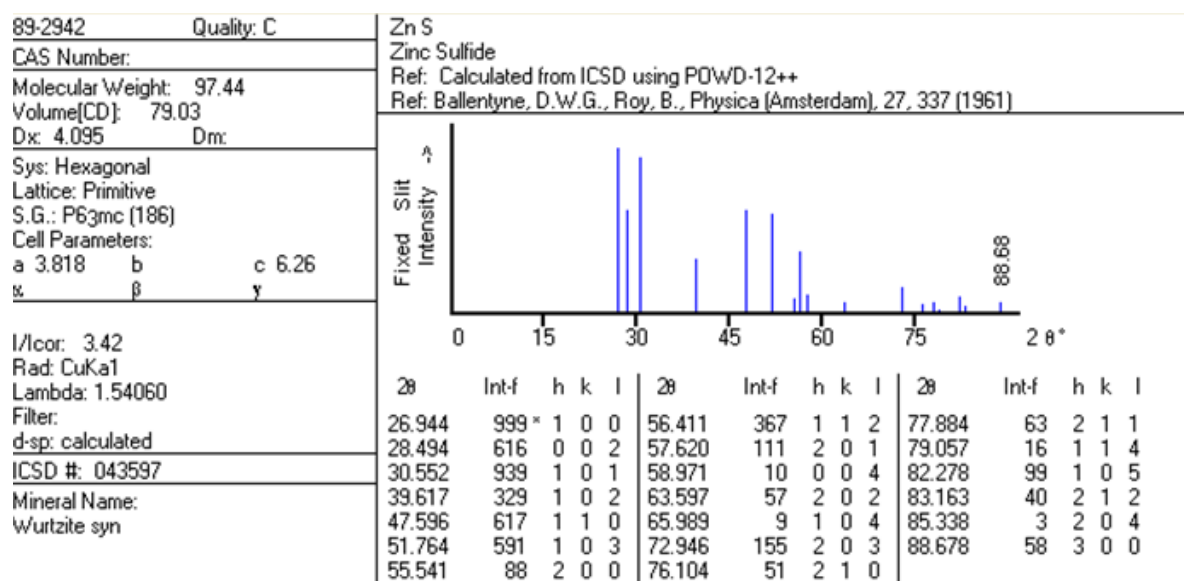 89-2942 Quality: C
CAS Number:
Molecular Weight: 97.44
Volume[CD]: 79.03
Dx: 4.095 Dm:
Sys: Hexagonal
Lattice: Primitive
S.G.: P63mc (186)
Cell Parameters:
a 3.818 b c 6.26
α β γ
I/Icor: 3.42
Rad: CuKa1
Lambda: 1.54060
Filter:
d-sp: calculated
ICSD #: 043597
Mineral Name:
Wurtzite syn
Zn S
Zinc Sulfide
Ref: Calculated from ICSD using POWD-12++
Ref: Ballentyne, D.W.G., Roy, B., Physica (Amsterdam), 27, 337 (1961)
Fixed Slit
Intensity ->
88.68
0 15 30 45 60 75 2 θ°
2θ Int-f h k l 2θ Int-f h k l 2θ Int-f h k l
26.944 999 * 1 0 0 56.411 367 1 1 2 77.884 63 2 1 1
28.494 616 0 0 2 57.620 111 2 0 1 79.057 16 1 1 4
30.552 939 1 0 1 58.971 10 0 0 4 82.278 99 1 0 5
39.617 329 1 0 2 63.597 57 2 0 2 83.163 40 2 1 2
47.596 617 1 1 0 65.989 9 1 0 4 85.338 3 2 0 4
51.764 591 1 0 3 72.946 155 2 0 3 88.678 58 3 0 0
55.541 88 2 0 0 76.104 51 2 1 0